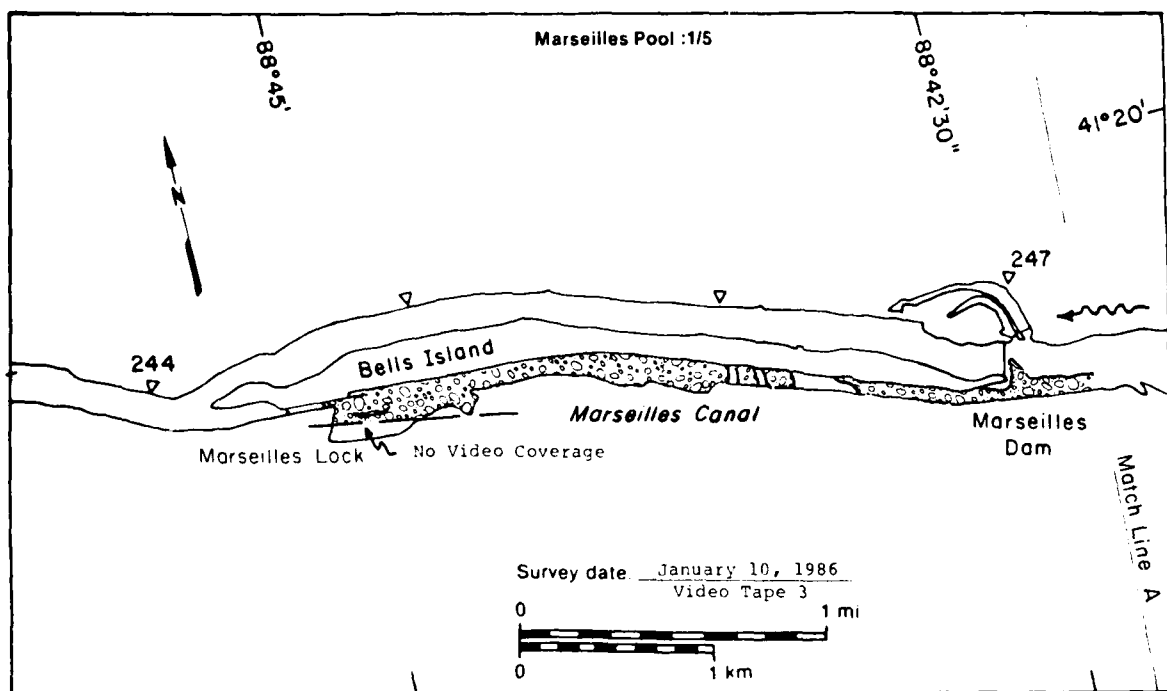 Marseilles Pool :1/5
88°45'
88°42'30"
41°20'
N
247
244
Bells Island
Marseilles Canal
Marseilles
Dam
Marseilles Lock
No Video Coverage
Match Line A
Survey date January 10, 1986
Video Tape 3
0 1 mi
0 1 km